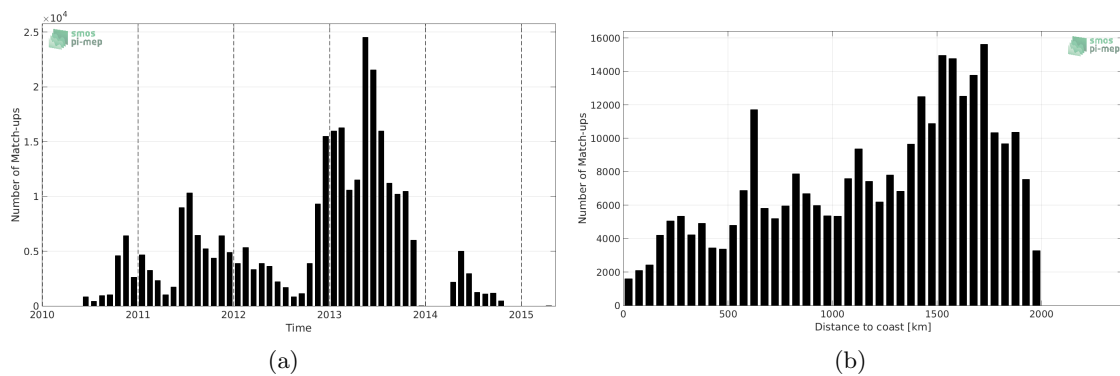 ×10⁴
smos
pi-mep
2.5
2
1.5
1
0.5
0
Number of Match-ups
2010 2011 2012 2013 2014 2015
Time
(a)
smos
pi-mep
16000
14000
12000
10000
8000
6000
4000
2000
0
Number of Match-ups
0 500 1000 1500 2000
Distance to coast [km]
(b)